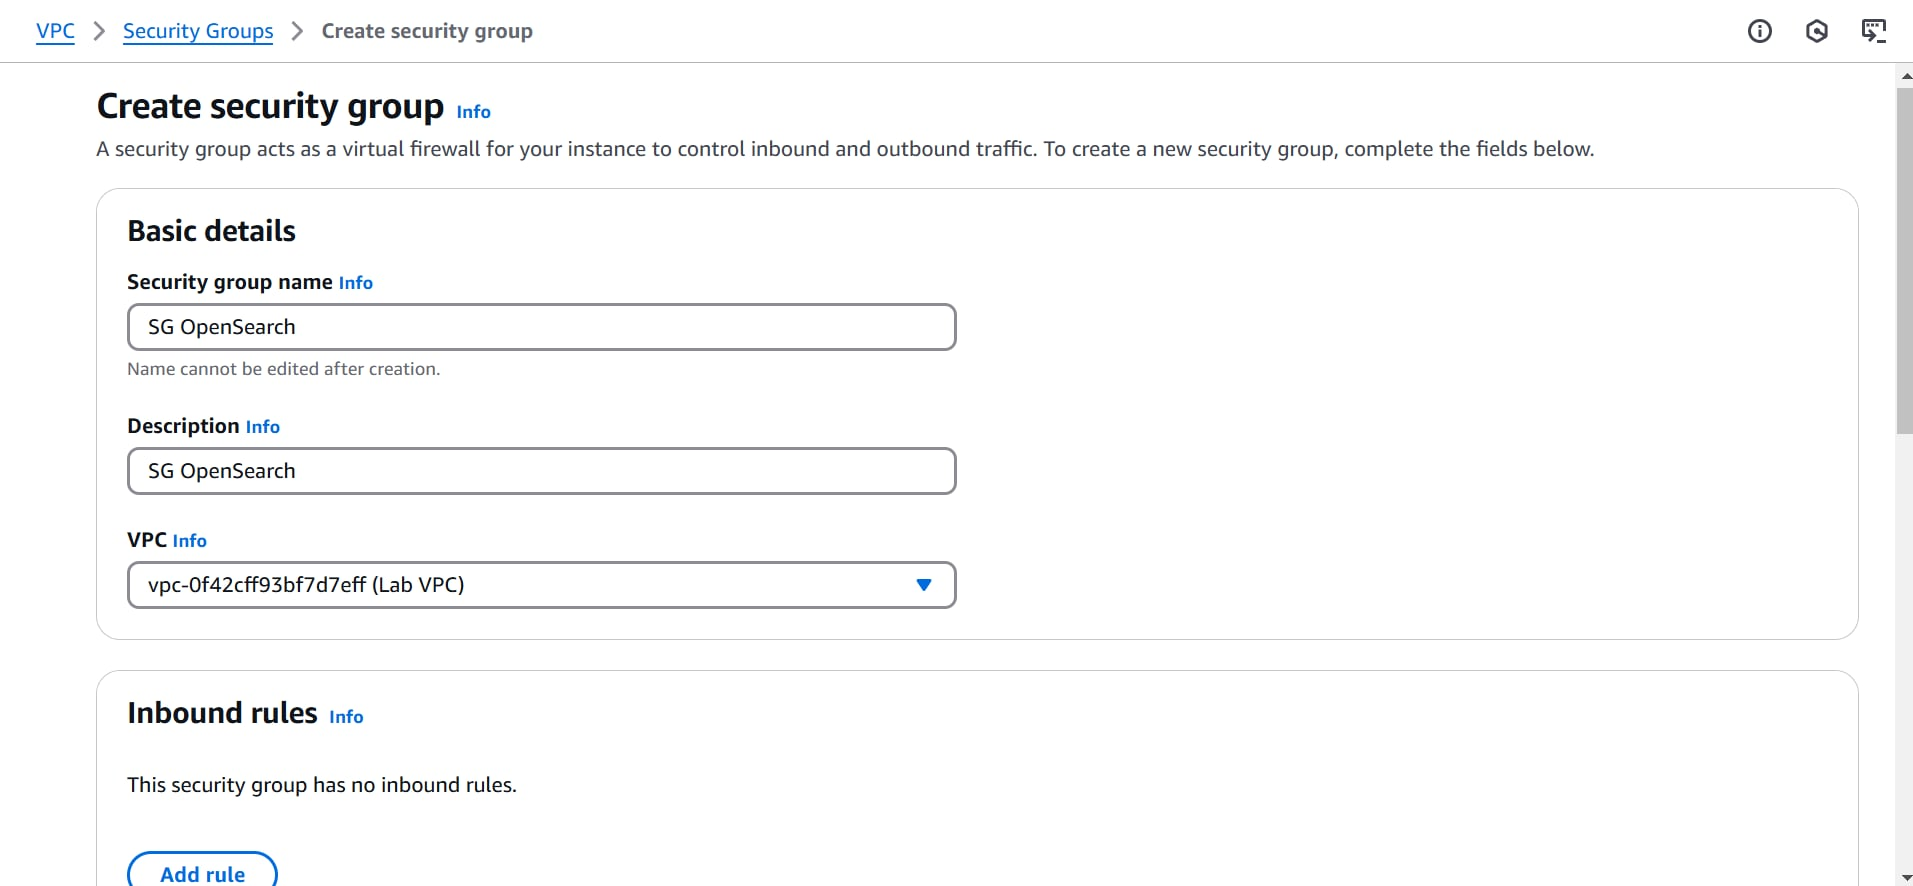 VPC > Security Groups > Create security group
Create security group Info
A security group acts as a virtual firewall for your instance to control inbound and outbound traffic. To create a new security group, complete the fields below.
Basic details
Security group name Info
SG OpenSearch
Name cannot be edited after creation.
Description Info
SG OpenSearch
VPC Info
vpc-0f42cff93bf7d7eff (Lab VPC)
Inbound rules Info
This security group has no inbound rules.
Add rule